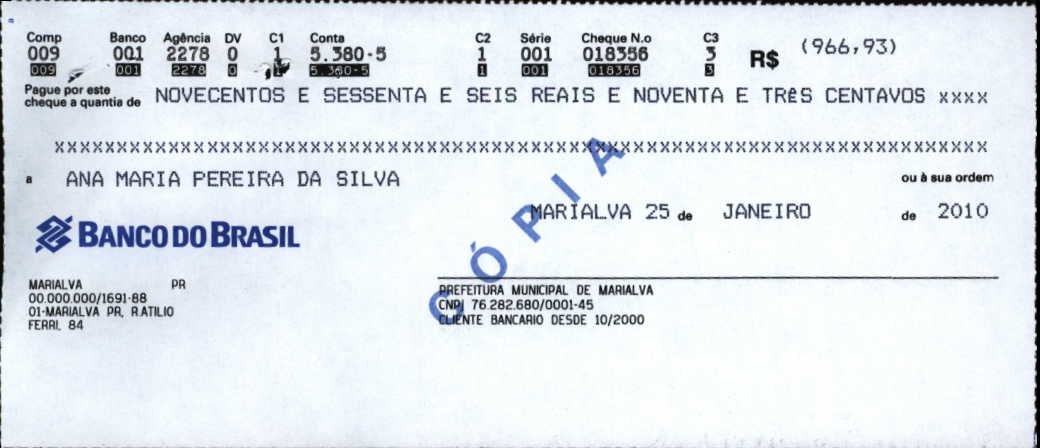 Comp Banco Agência DV C1 Conta C2 Série Cheque N.o C3
009 001 2278 0 1 5.380-5 1 001 018356 3 R$ (966,93)
009 001 2278 0 1 5.380-5 1 001 018356 3
Pague por este
cheque a quantia de NOVECENTOS E SESSENTA E SEIS REAIS E NOVENTA E TRÊS CENTAVOS XXXX
XXXXXXXXXXXXXXXXXXXXXXXXXXXXXXXXXXXXXXXXXXXXXXXXXXXXXXXXXXXXXXXXXXXXXXXXXXX
a ANA MARIA PEREIRA DA SILVA ou à sua ordem
MARIALVA 25 de JANEIRO de 2010
BANCO DO BRASIL
CÓPIA
MARIALVA PR
00.000.000/1691-88
01-MARIALVA PR, R.ATILIO
FERRI, 84
PREFEITURA MUNICIPAL DE MARIALVA
CNPJ 76.282.680/0001-45
CLIENTE BANCARIO DESDE 10/2000